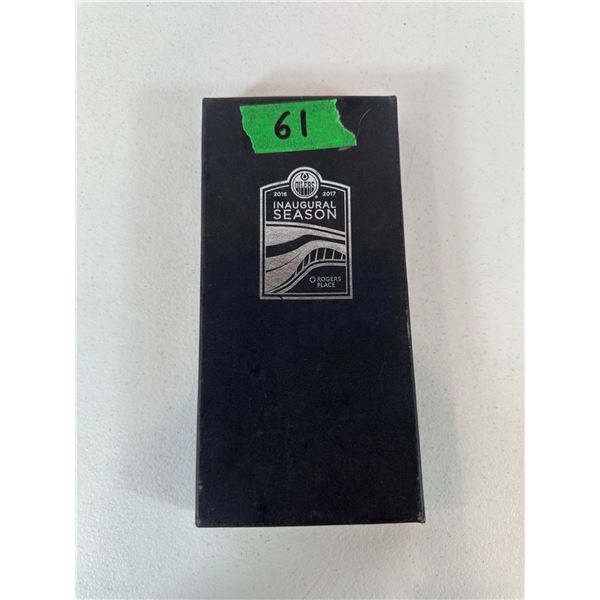 61
OILERS
2016 2017
INAUGURAL
SEASON
ROGERS
PLACE